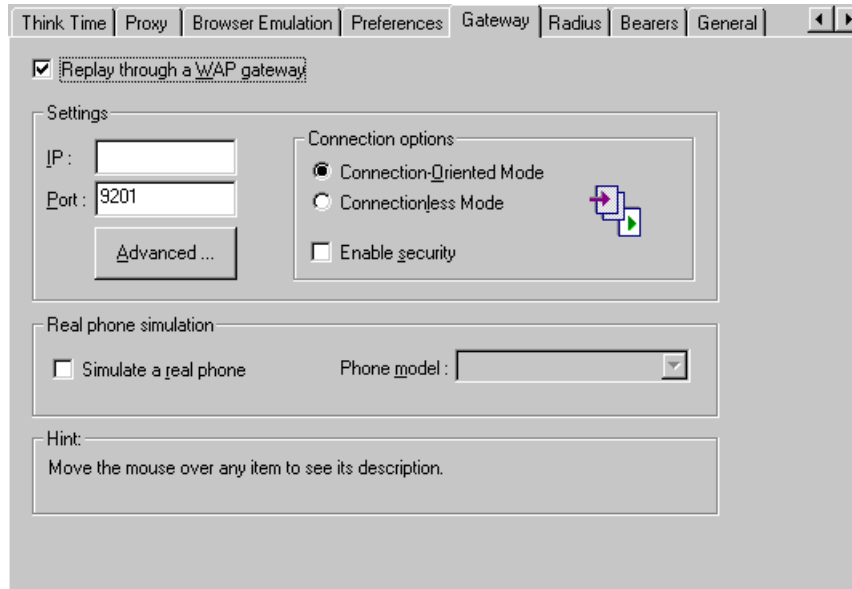 Think Time Proxy Browser Emulation Preferences Gateway Radius Bearers General
Replay through a WAP gateway
Settings
IP :
Port : 9201
Advanced ...
Connection options
Connection-Oriented Mode
Connectionless Mode
Enable security
Real phone simulation
Simulate a real phone Phone model :
Hint:
Move the mouse over any item to see its description.